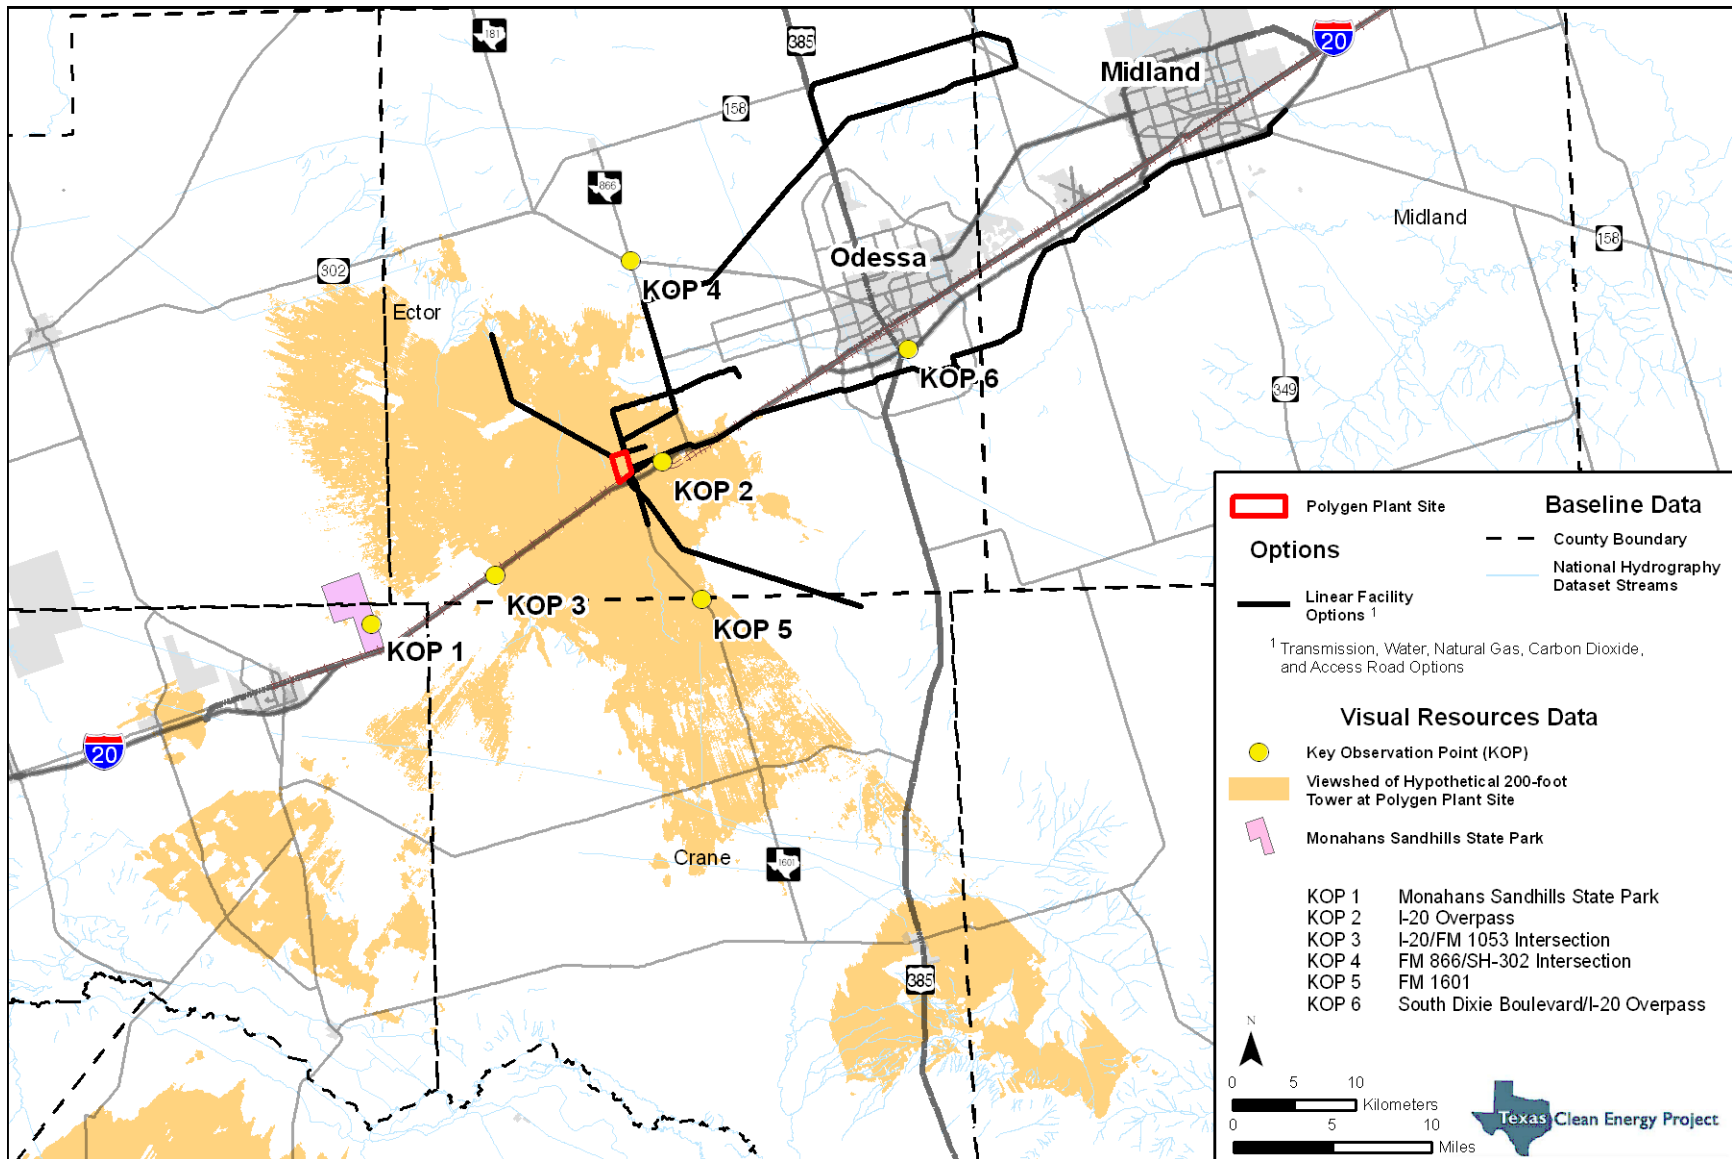 181
385
20
Midland
158
866
Midland
158
Odessa
302
KOP 4
Ector
KOP 6
349
KOP 2
KOP 3
KOP 5
KOP 1
20
Crane
1601
385
Polygen Plant Site
Baseline Data
Options
County Boundary
National Hydrography
Dataset Streams
Linear Facility
Options 1
1 Transmission, Water, Natural Gas, Carbon Dioxide,
and Access Road Options
Visual Resources Data
Key Observation Point (KOP)
Viewshed of Hypothetical 200-foot
Tower at Polygen Plant Site
Monahans Sandhills State Park
KOP 1 Monahans Sandhills State Park
KOP 2 I-20 Overpass
KOP 3 I-20/FM 1053 Intersection
KOP 4 FM 866/SH-302 Intersection
KOP 5 FM 1601
KOP 6 South Dixie Boulevard/I-20 Overpass
N
0 5 10
Kilometers
0 5 10
Miles
Texas Clean Energy Project